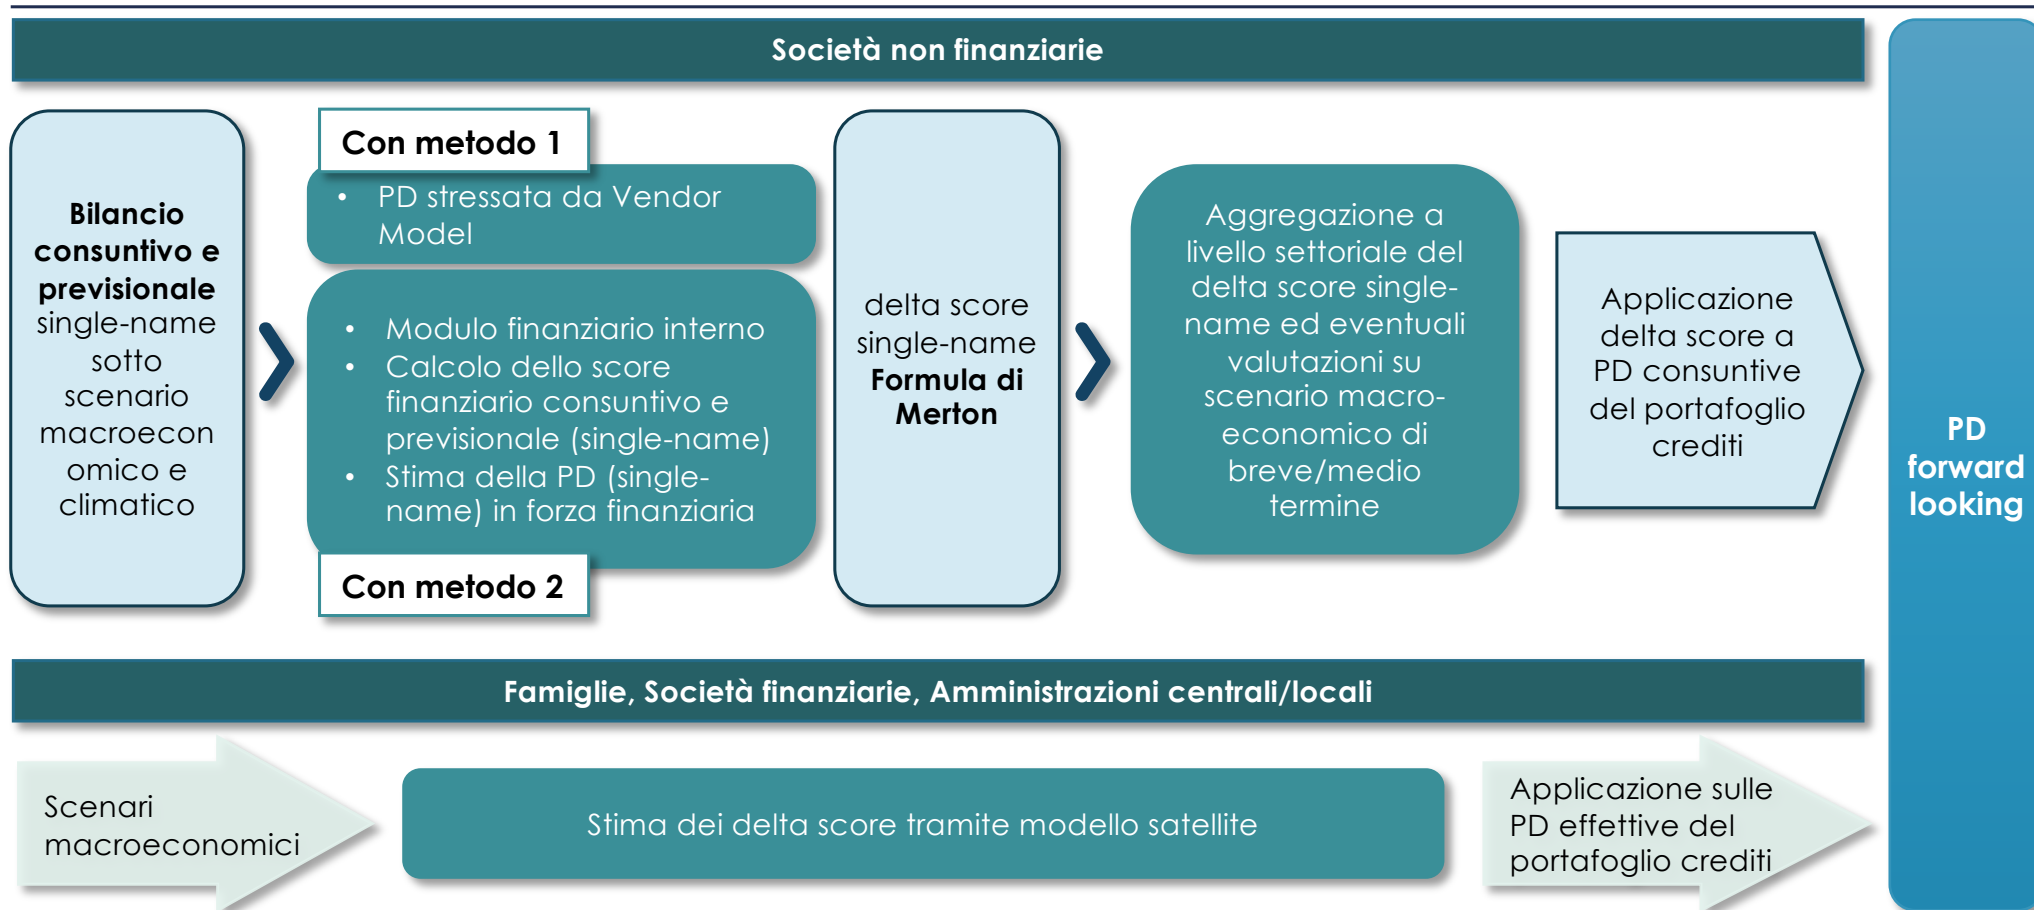 Società non finanziarie
Bilancio
consuntivo e
previsionale
single-name
sotto
scenario
macroecon
omico e
climatico
Con metodo 1
• PD stressata da Vendor
Model
• Modulo finanziario interno
• Calcolo dello score
finanziario consuntivo e
previsionale (single-name)
• Stima della PD (single-
name) in forza finanziaria
Con metodo 2
delta score
single-name
Formula di
Merton
Aggregazione a
livello settoriale del
delta score single-
name ed eventuali
valutazioni su
scenario macro-
economico di
breve/medio
termine
Applicazione
delta score a
PD consuntive
del portafoglio
crediti
PD
forward
looking
Famiglie, Società finanziarie, Amministrazioni centrali/locali
Scenari
macroeconomici
Stima dei delta score tramite modello satellite
Applicazione sulle
PD effettive del
portafoglio crediti